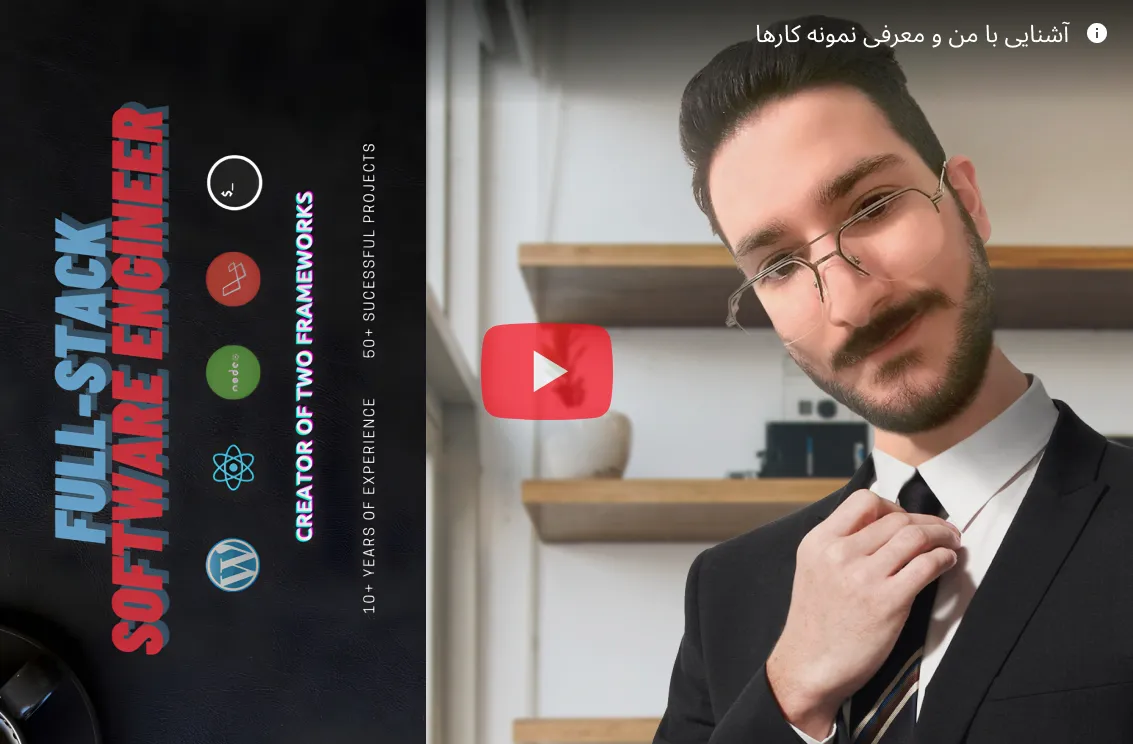 آشنایی با من و معرفی نمونه کارها
FULL-STACK
SOFTWARE ENGINEER
$_
node®
CREATOR OF TWO FRAMEWORKS
10+ YEARS OF EXPERIENCE 50+ SUCESSFUL PROJECTS